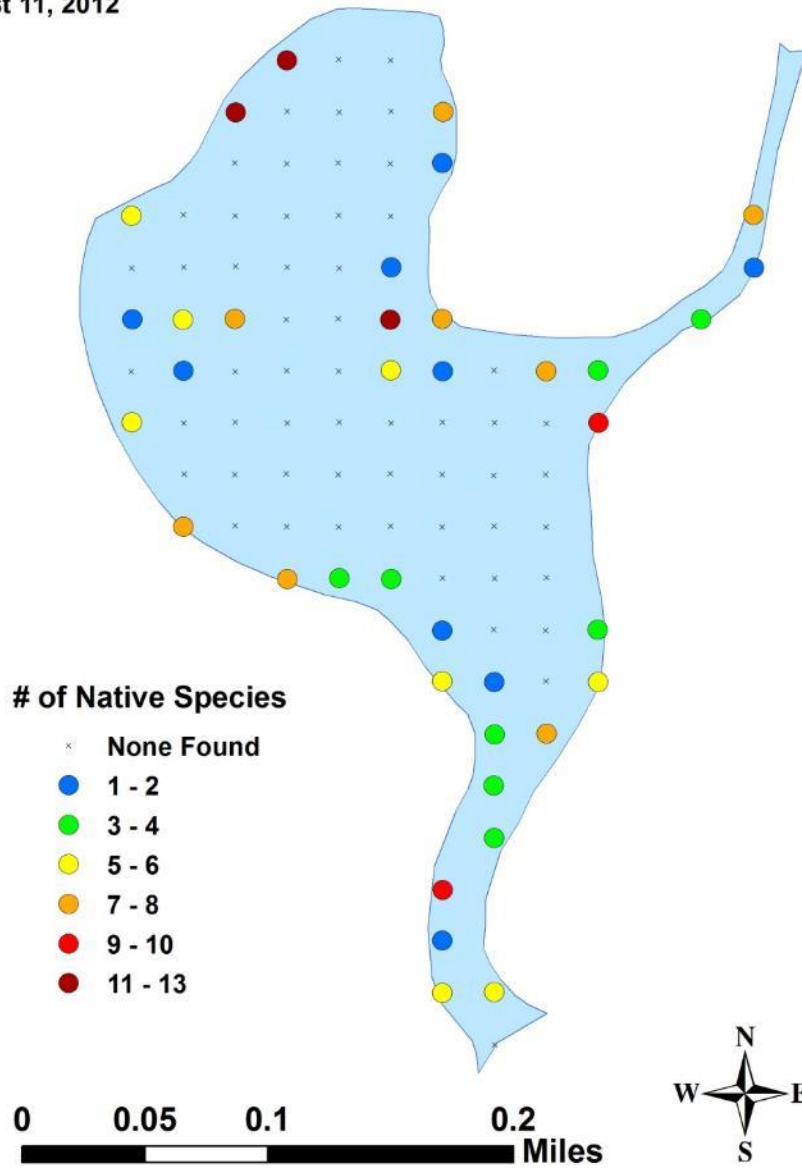 st 11, 2012
# of Native Species
None Found
1 - 2
3 - 4
5 - 6
7 - 8
9 - 10
11 - 13
N
W E
S
0 0.05 0.1 0.2
Miles